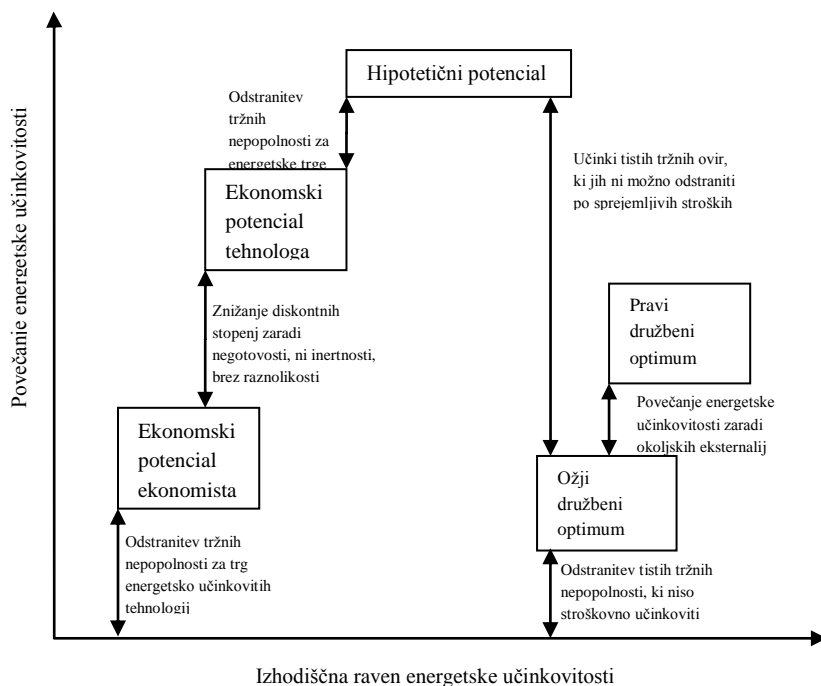 Povečanje energetske učinkovitosti
Hipotetični potencial
Odstranitev
tržnih
nepopolnosti za
energetske trge
Ekonomski
potencial
tehnologa
Učinki tistih tržnih ovir,
ki jih ni možno odstraniti
po sprejemljivih stroških
Znižanje diskontnih
stopenj zaradi
negotovosti, ni inertnosti,
brez raznolikosti
Pravi
družbeni
optimum
Povečanje energetske
učinkovitosti zaradi
okoljskih eksternalij
Ekonomski
potencial
ekonomista
Ožji
družbeni
optimum
Odstranitev tržnih
nepopolnosti za trg
energetsko učinkovitih
tehnologij
Odstranitev tistih tržnih
nepopolnosti, ki niso
stroškovno učinkoviti
Izhodiščna raven energetske učinkovitosti